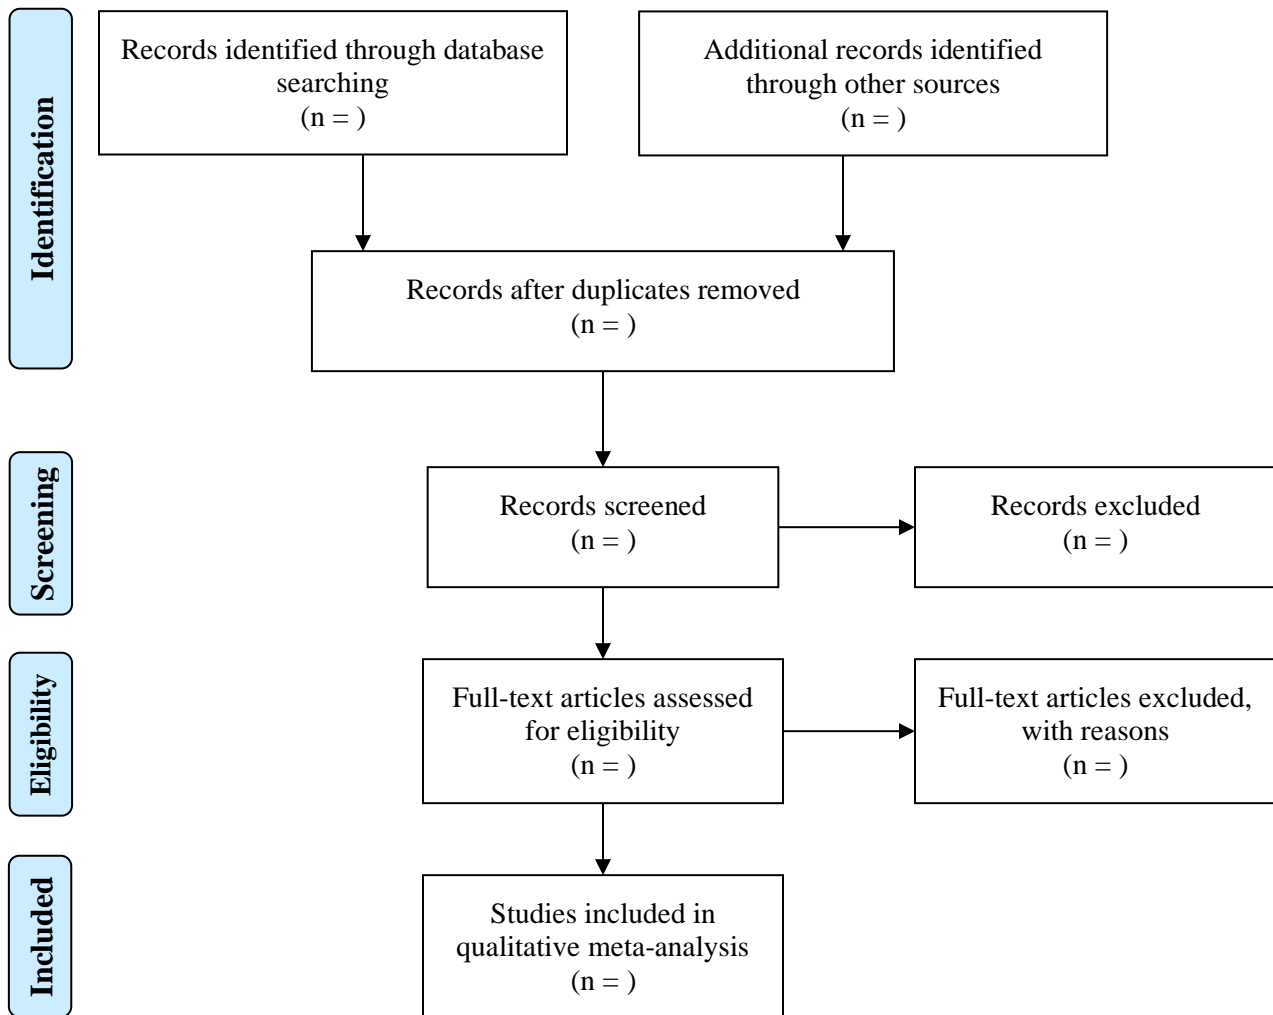 Identification
Records identified through database
searching
(n = )
Additional records identified
through other sources
(n = )
Records after duplicates removed
(n = )
Screening
Records screened
(n = )
Records excluded
(n = )
Eligibility
Full-text articles assessed
for eligibility
(n = )
Full-text articles excluded,
with reasons
(n = )
Included
Studies included in
qualitative meta-analysis
(n = )